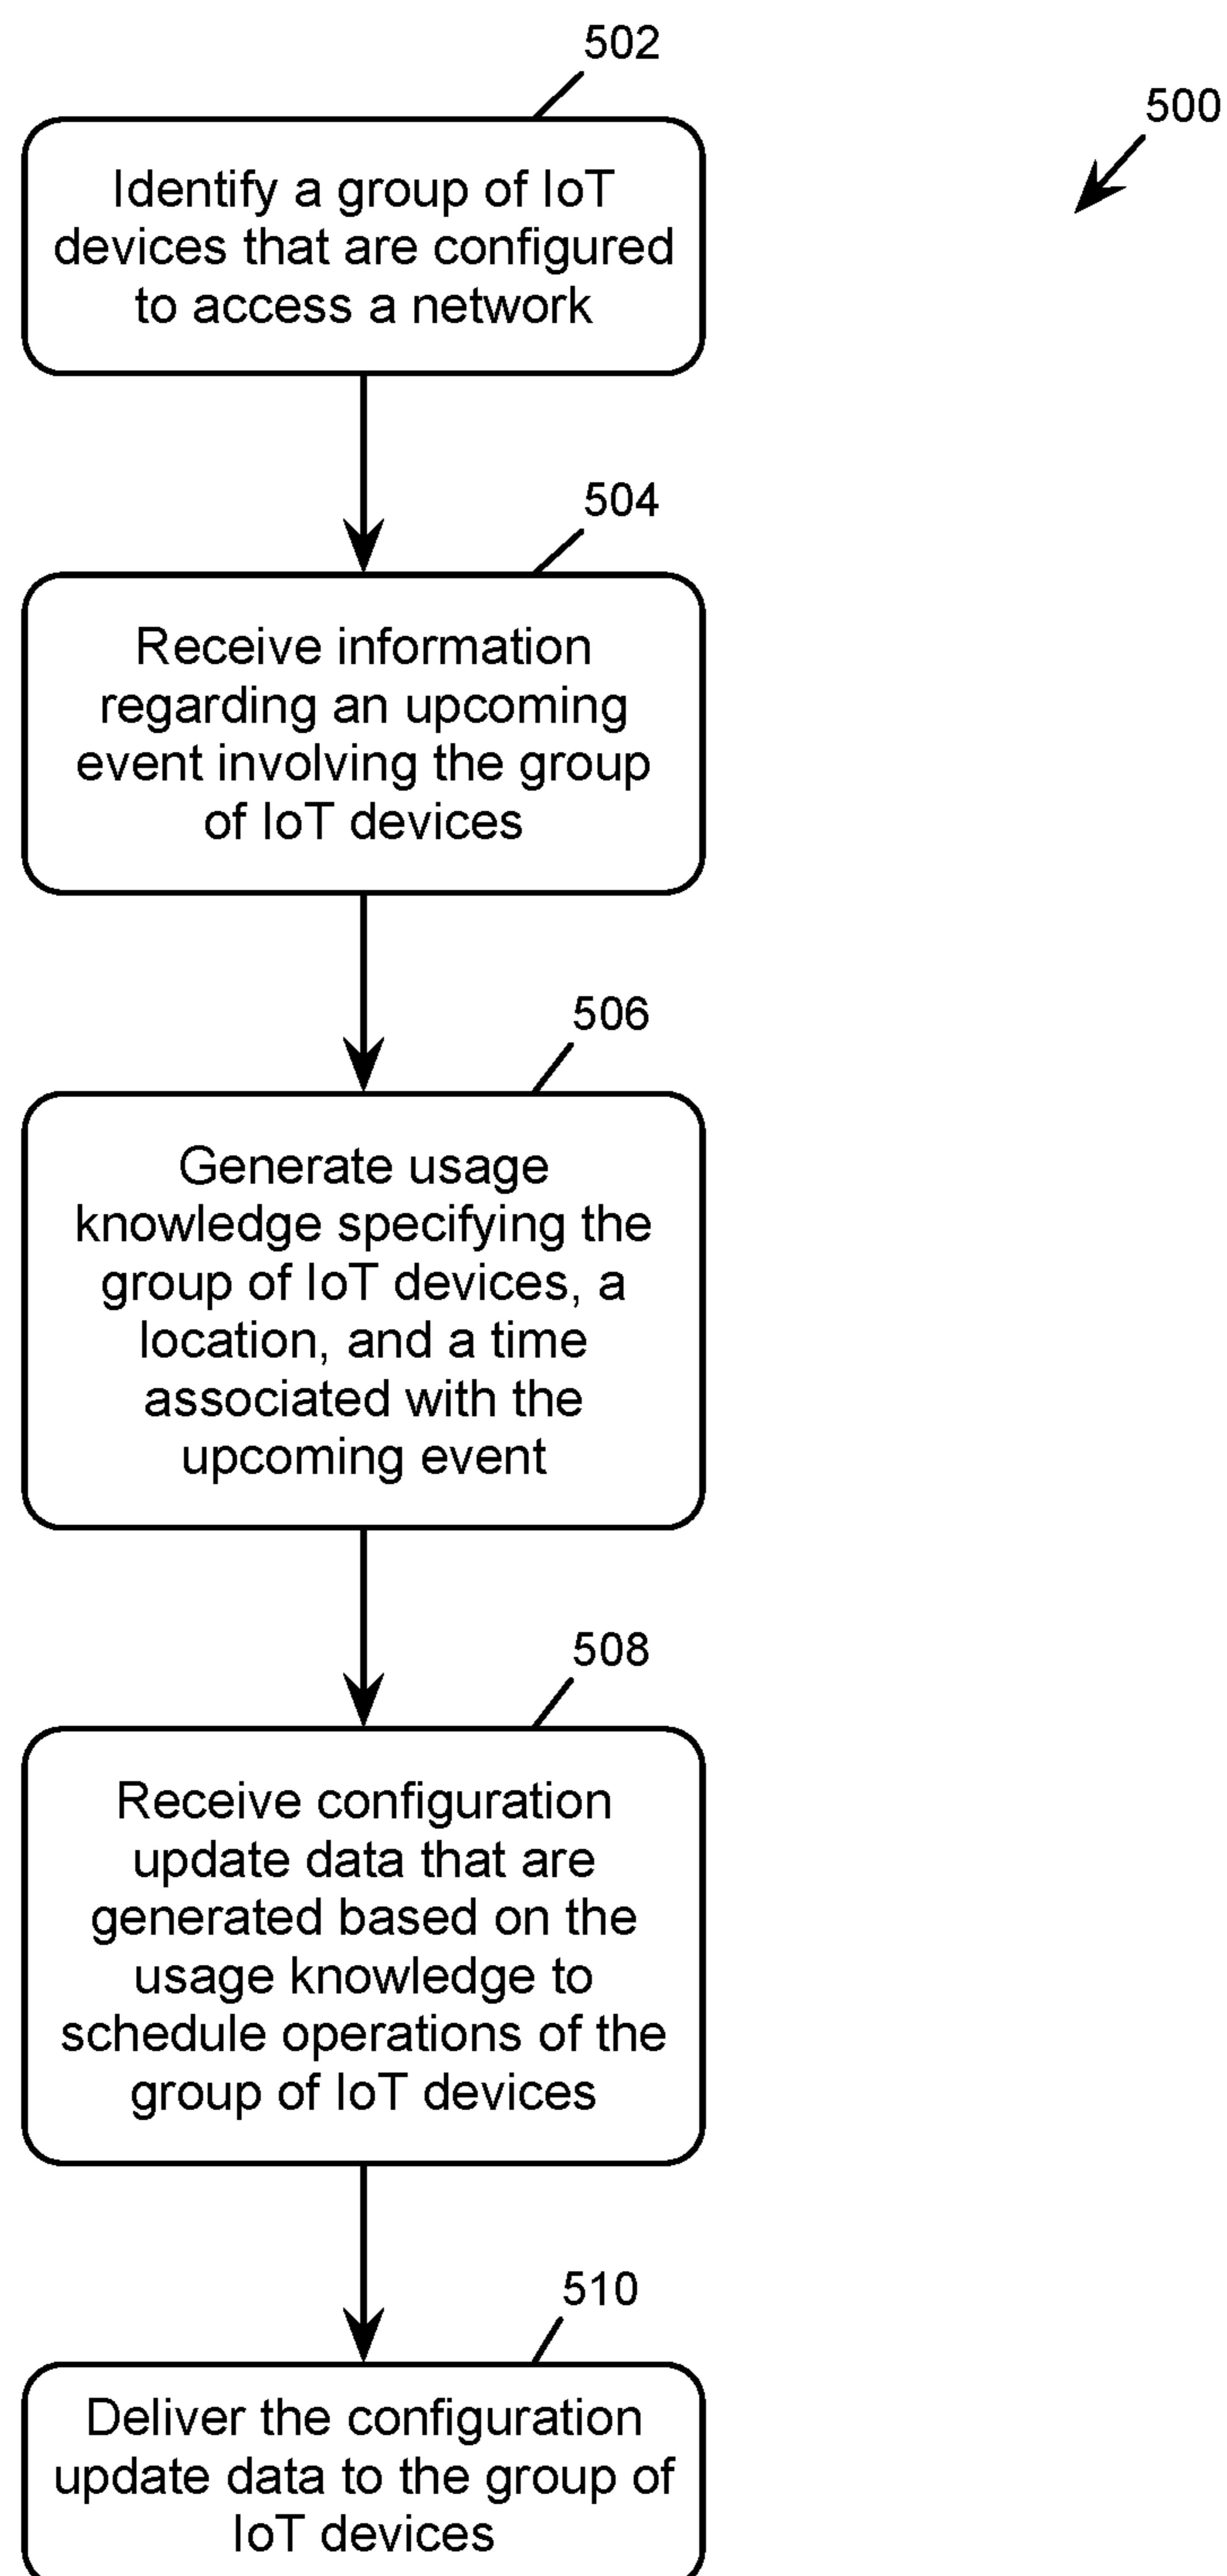 502
500
Identify a group of IoT
devices that are configured
to access a network
504
Receive information
regarding an upcoming
event involving the group
of IoT devices
506
Generate usage
knowledge specifying the
group of IoT devices, a
location, and a time
associated with the
upcoming event
508
Receive configuration
update data that are
generated based on the
usage knowledge to
schedule operations of the
group of IoT devices
510
Deliver the configuration
update data to the group of
IoT devices